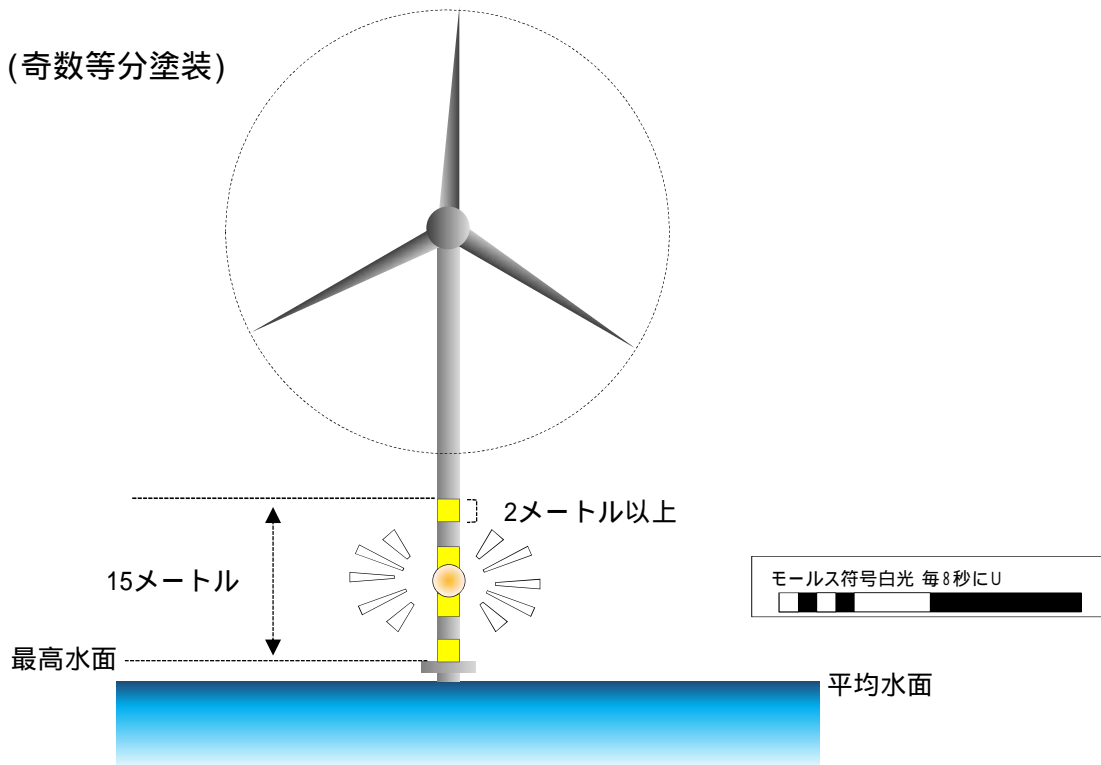 (奇数等分塗装)
2メートル以上
15メートル
モールス符号白光 毎8秒にU
最高水面
平均水面